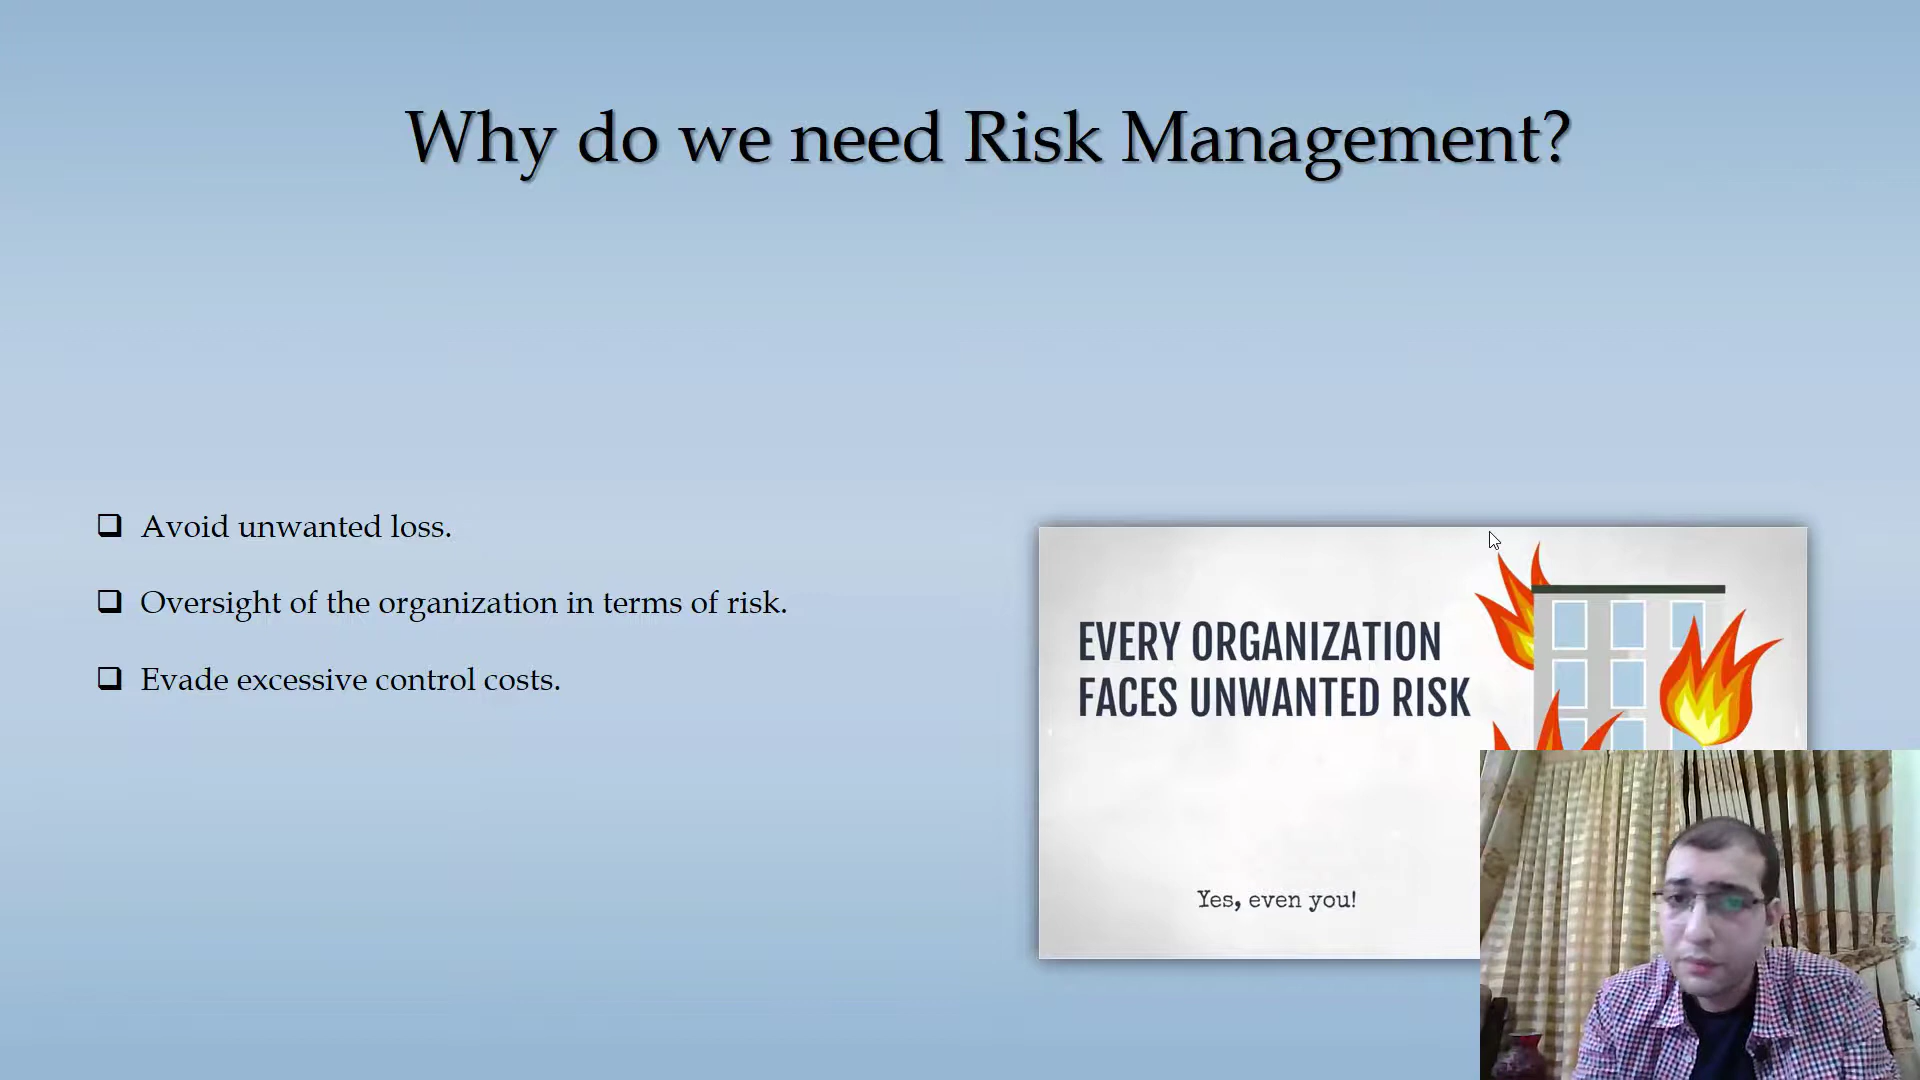 Why do we need Risk Management?
Avoid unwanted loss.
Oversight of the organization in terms of risk.
Evade excessive control costs.
EVERY ORGANIZATION
FACES UNWANTED RISK
Yes, even you!